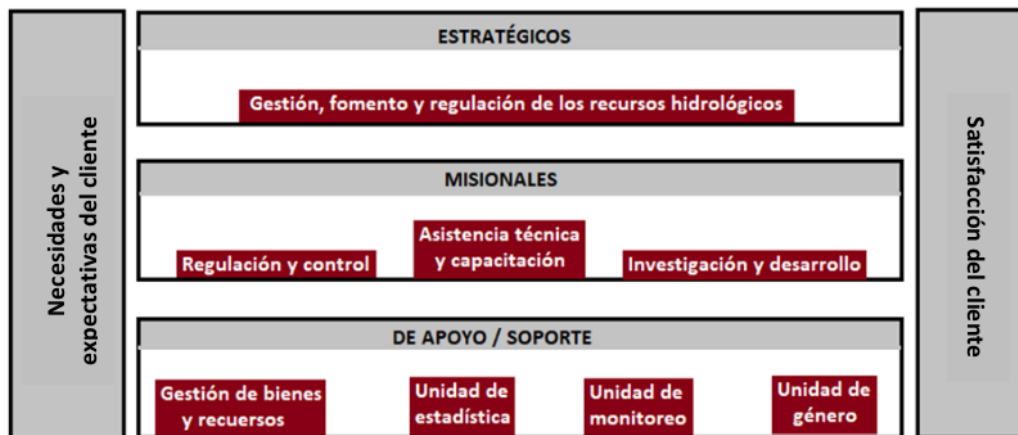 Necesidades y
expectativas del cliente
ESTRATÉGICOS
Gestión, fomento y regulación de los recursos hidrológicos
MISIONALES
Regulación y control
Asistencia técnica
y capacitación
Investigación y desarrollo
DE APOYO / SOPORTE
Gestión de bienes
y recuersos
Unidad de
estadística
Unidad de
monitoreo
Unidad de
género
Satisfacción del cliente